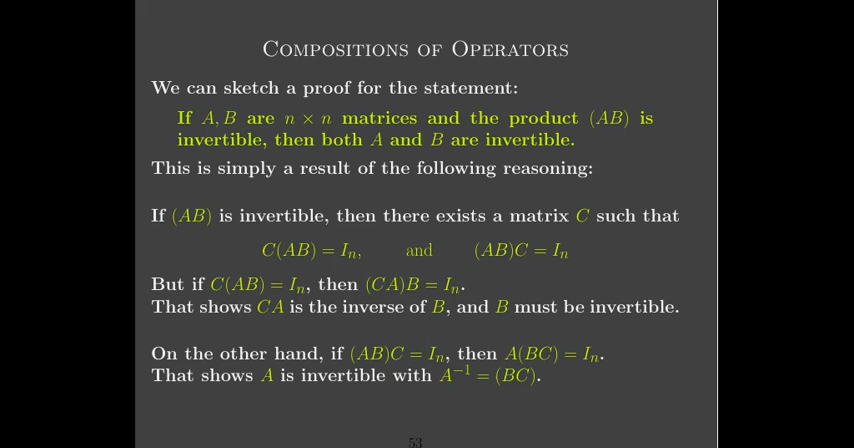 Compositions of Operators
We can sketch a proof for the statement:
If A, B are n × n matrices and the product (AB) is
invertible, then both A and B are invertible.
This is simply a result of the following reasoning:
If (AB) is invertible, then there exists a matrix C such that
C(AB) = Iₙ, and (AB)C = Iₙ
But if C(AB) = Iₙ, then (CA)B = Iₙ.
That shows CA is the inverse of B, and B must be invertible.
On the other hand, if (AB)C = Iₙ, then A(BC) = Iₙ.
That shows A is invertible with A⁻¹ = (BC).
53